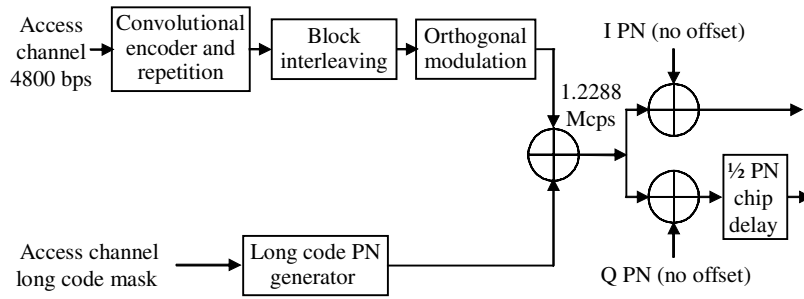 Access
channel
4800 bps
Convolutional
encoder and
repetition
Block
interleaving
Orthogonal
modulation
1.2288
Mcps
I PN (no offset)
½ PN
chip
delay
Q PN (no offset)
Access channel
long code mask
Long code PN
generator